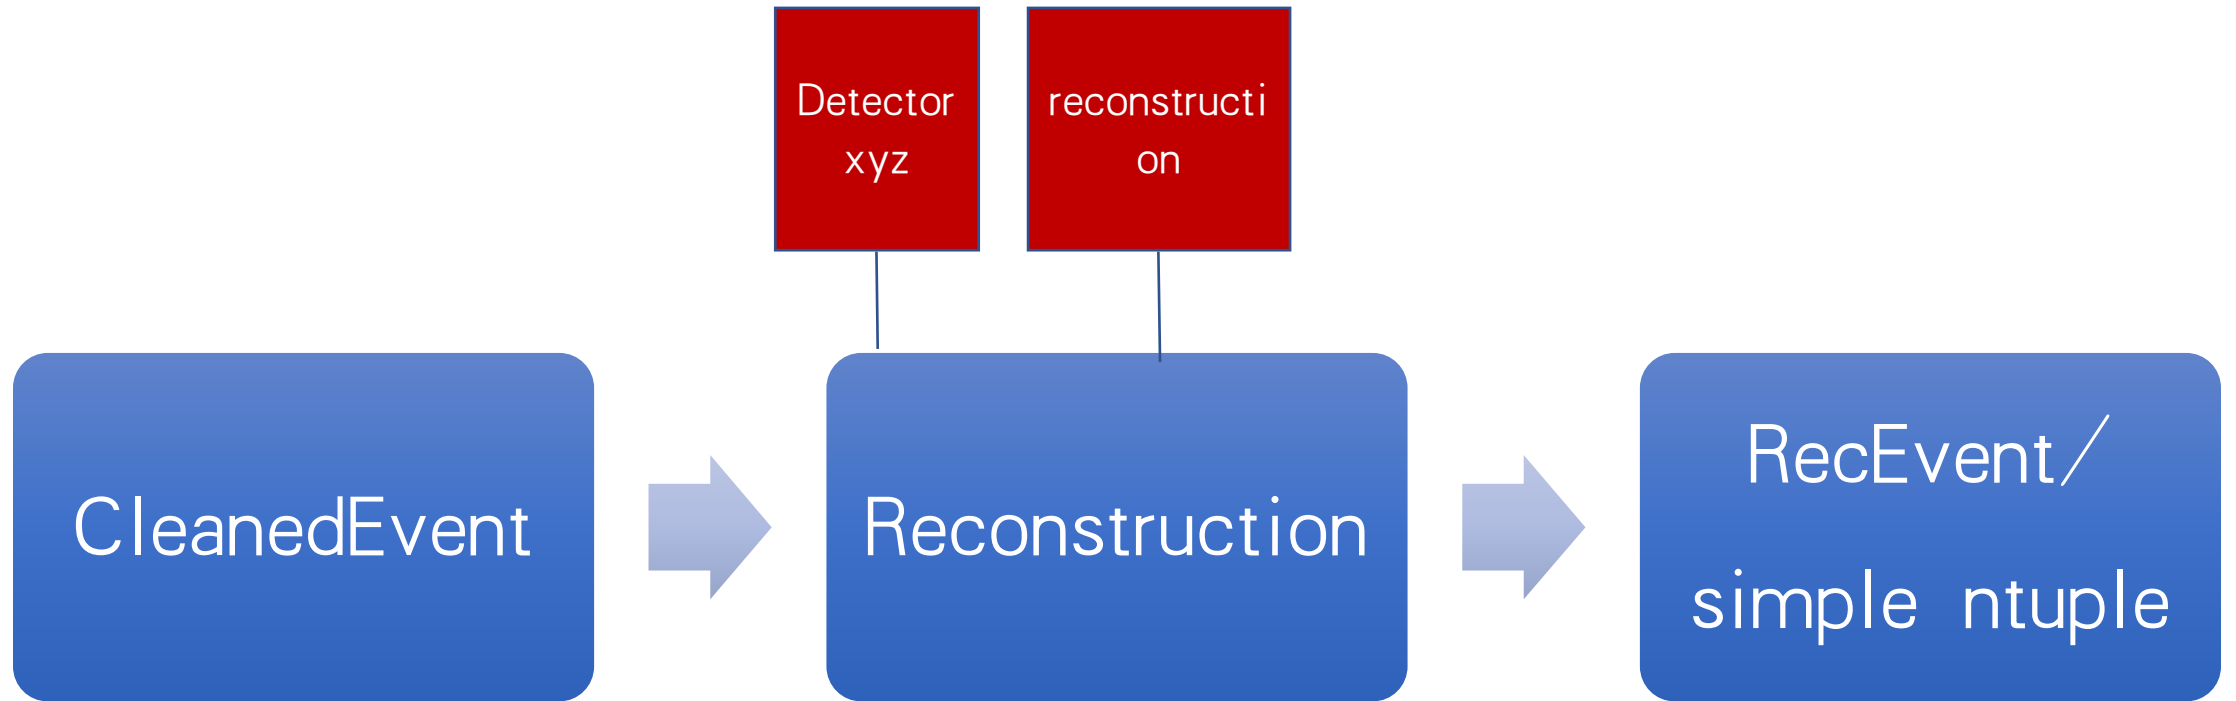 Detector
xyz
reconstructi
on
CleanedEvent
Reconstruction
RecEvent/
simple ntuple